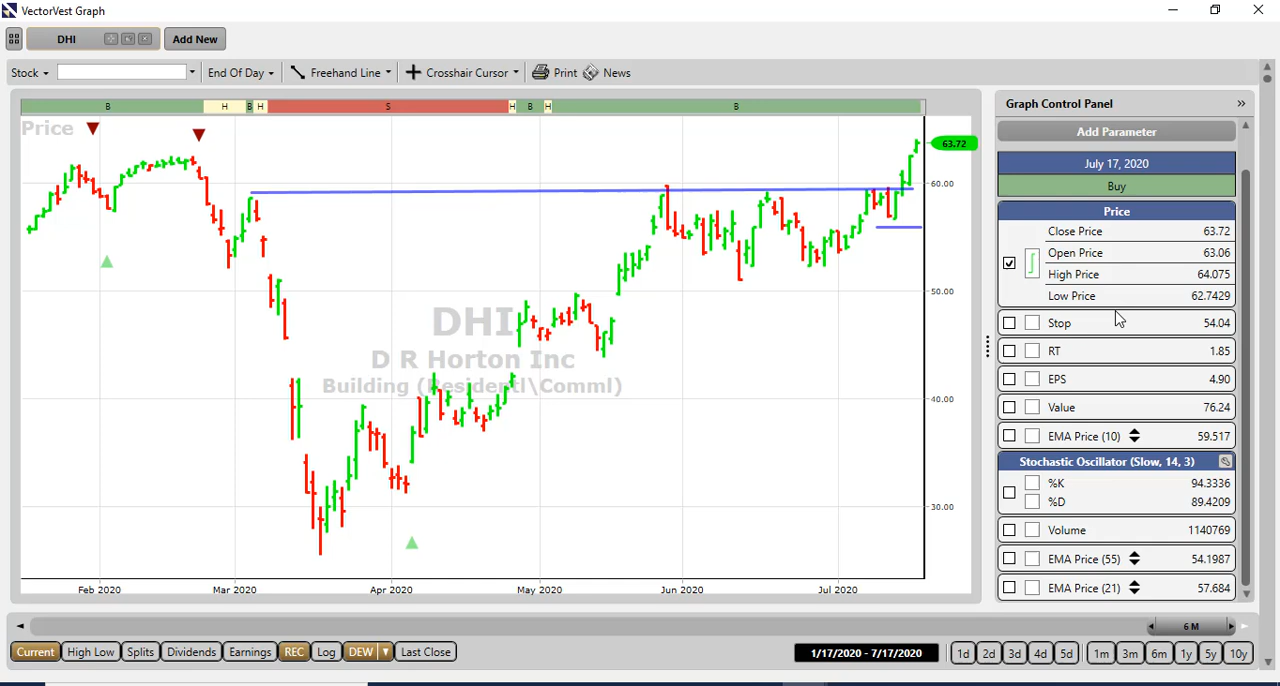 VectorVest Graph
DHI Add New
Stock End Of Day Freehand Line Crosshair Cursor Print News
B H B H S H B H B
Price
63.72
60.00
50.00
40.00
30.00
DHI
D R Horton Inc
Building (Residentl\Comml)
Feb 2020 Mar 2020 Apr 2020 May 2020 Jun 2020 Jul 2020
Graph Control Panel »
Add Parameter
July 17, 2020
Buy
Price
Close Price 63.72
Open Price 63.06
High Price 64.075
Low Price 62.7429
Stop 54.04
RT 1.85
EPS 4.90
Value 76.24
EMA Price (10) 59.517
Stochastic Oscillator (Slow, 14, 3)
%K 94.3336
%D 89.4209
Volume 1140769
EMA Price (55) 54.1987
EMA Price (21) 57.684
6 M
Current High Low Splits Dividends Earnings REC Log DEW Last Close 1/17/2020 - 7/17/2020 1d 2d 3d 4d 5d 1m 3m 6m 1y 5y 10y